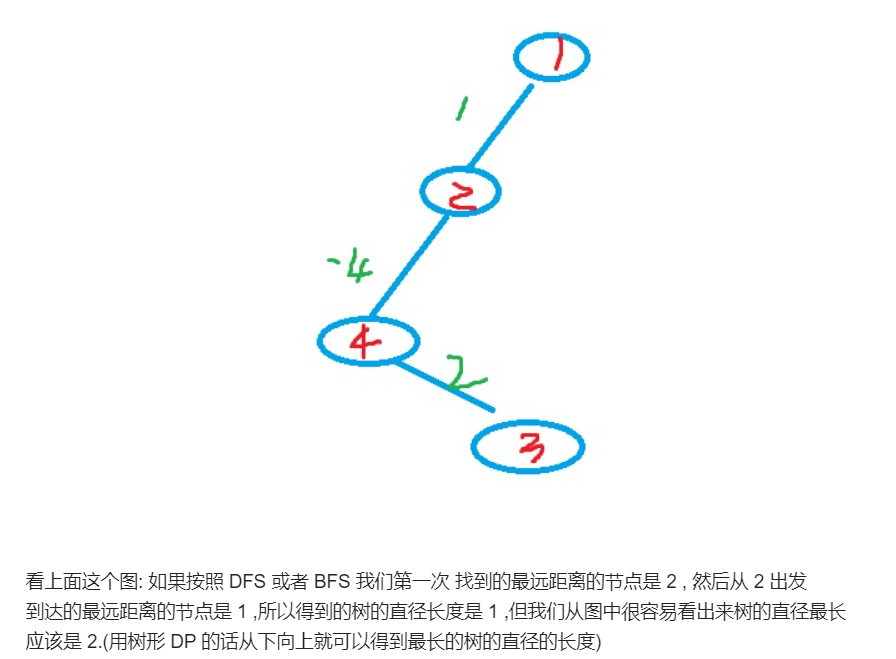 1
1
2
-4
4
2
3
看上面这个图: 如果按照 DFS 或者 BFS 我们第一次 找到的最远距离的节点是 2 , 然后从 2 出发
到达的最远距离的节点是 1 ,所以得到的树的直径长度是 1 ,但我们从图中很容易看出来树的直径最长
应该是 2.(用树形 DP 的话从下向上就可以得到最长的树的直径的长度)